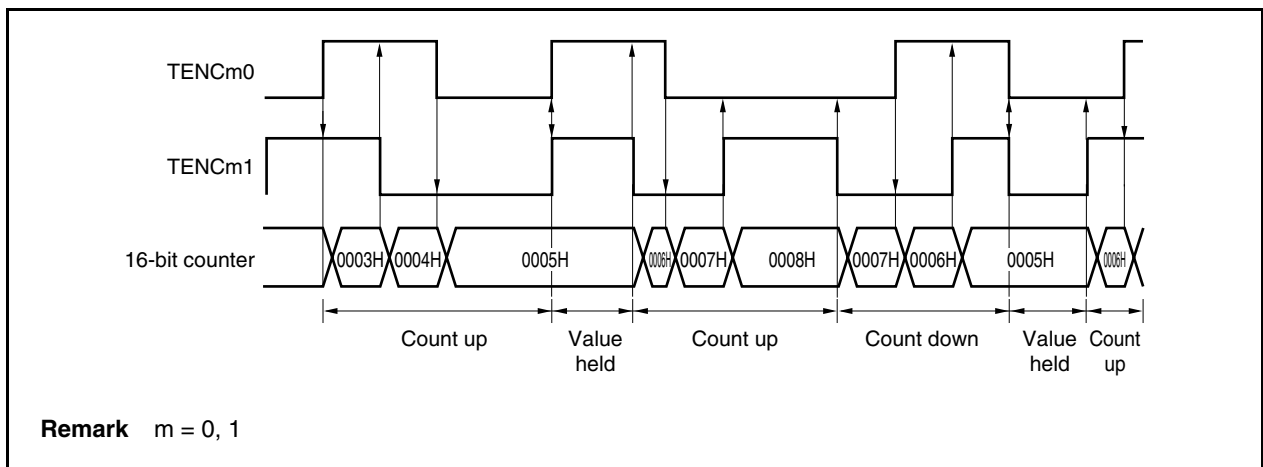 TENCm0
TENCm1
16-bit counter
0003H 0004H 0005H 0006H 0007H 0008H 0007H 0006H 0005H 0006H
Count up
Value held
Count up
Count down
Value held
Count up
Remark m = 0, 1